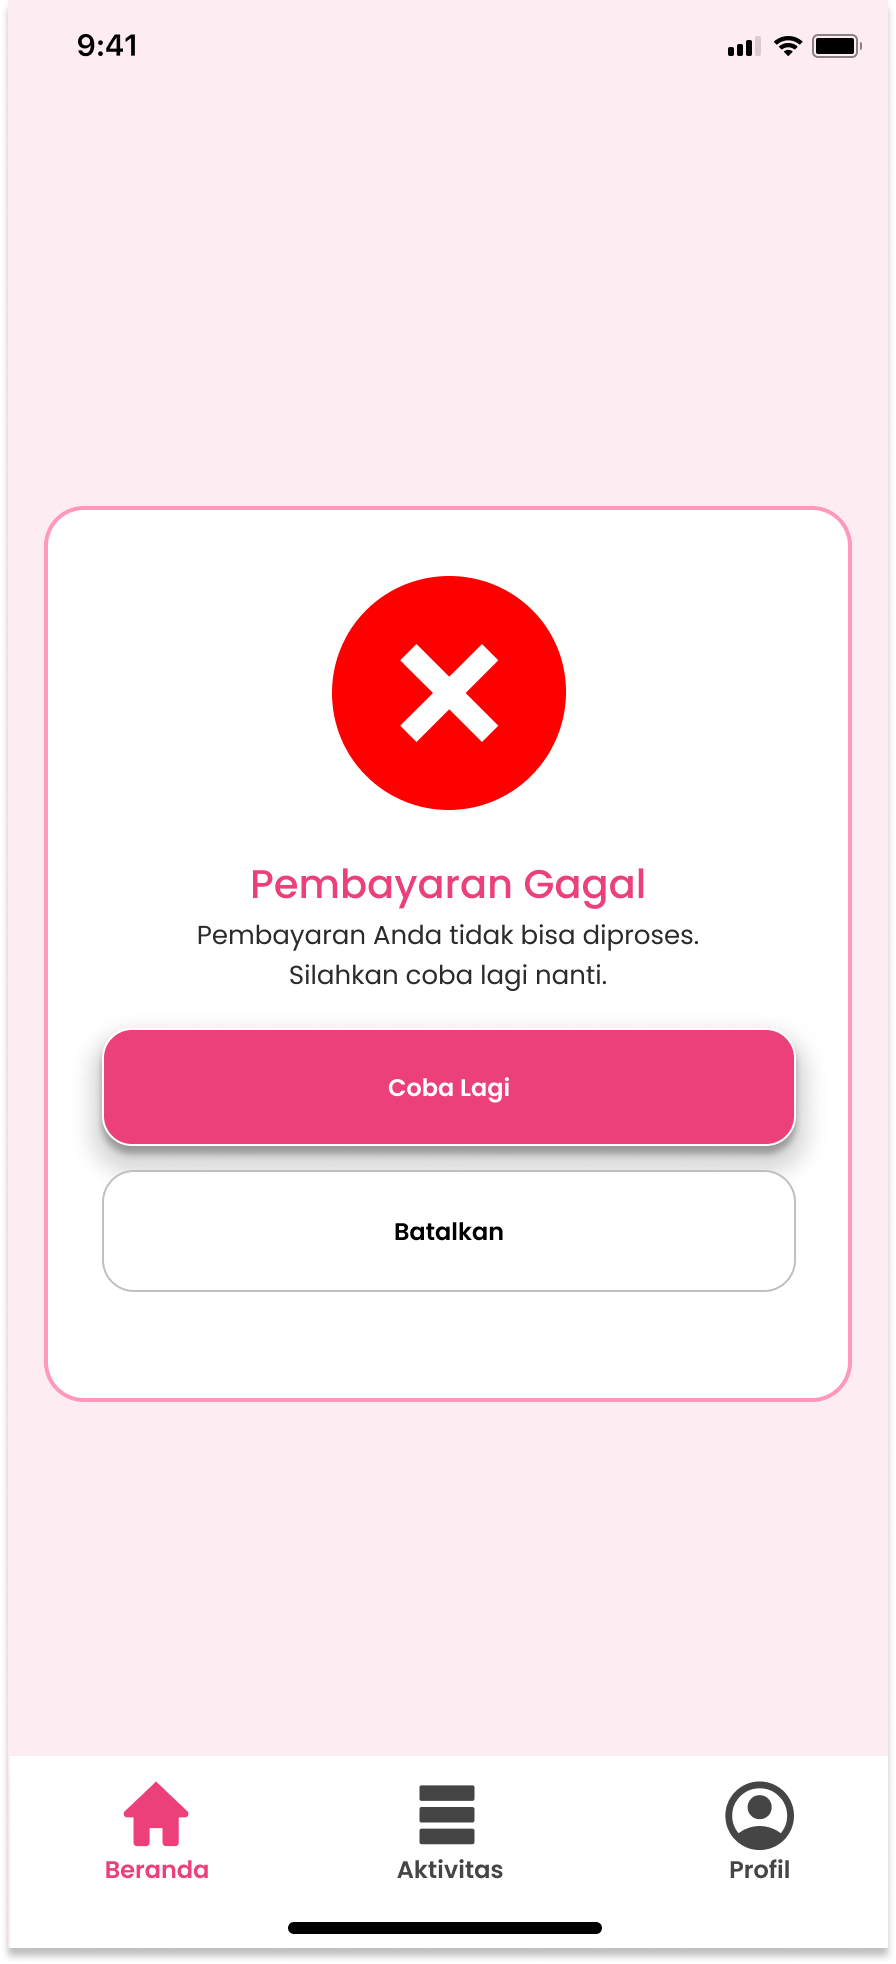 9:41
Pembayaran Gagal
Pembayaran Anda tidak bisa diproses.
Silahkan coba lagi nanti.
Coba Lagi
Batalkan
Beranda
Aktivitas
Profil